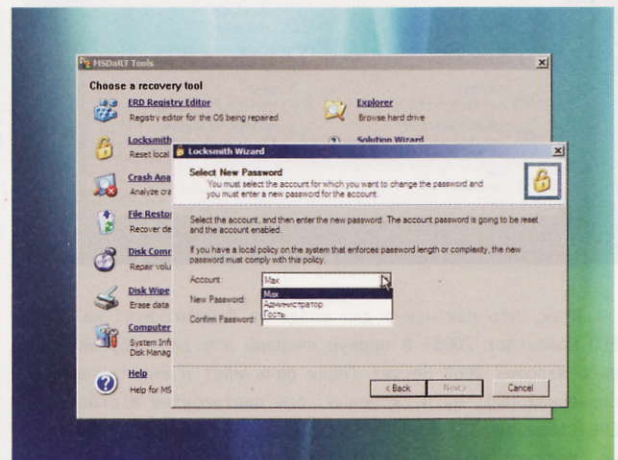 MSDaRT Tools
Choose a recovery tool
ERD Registry Editor
Registry editor for the OS being repaired
Explorer
Browse hard drive
Locksmith
Reset local
Solution Wizard
Crash Ana
Analyze cra
File Restor
Recover de
Disk Comm
Repair volu
Disk Wipe
Erase data
Computer
System Info
Disk Manag
Help
Help for MS
Locksmith Wizard
Select New Password
You must select the account for which you want to change the password and
you must enter a new password for the account.
Select the account, and then enter the new password. The account password is going to be reset
and the account enabled.
If you have a local policy on the system that enforces password length or complexity, the new
password must comply with this policy.
Account:
Max
Max
Администратор
Гость
New Password:
Confirm Password:
< Back
Next >
Cancel